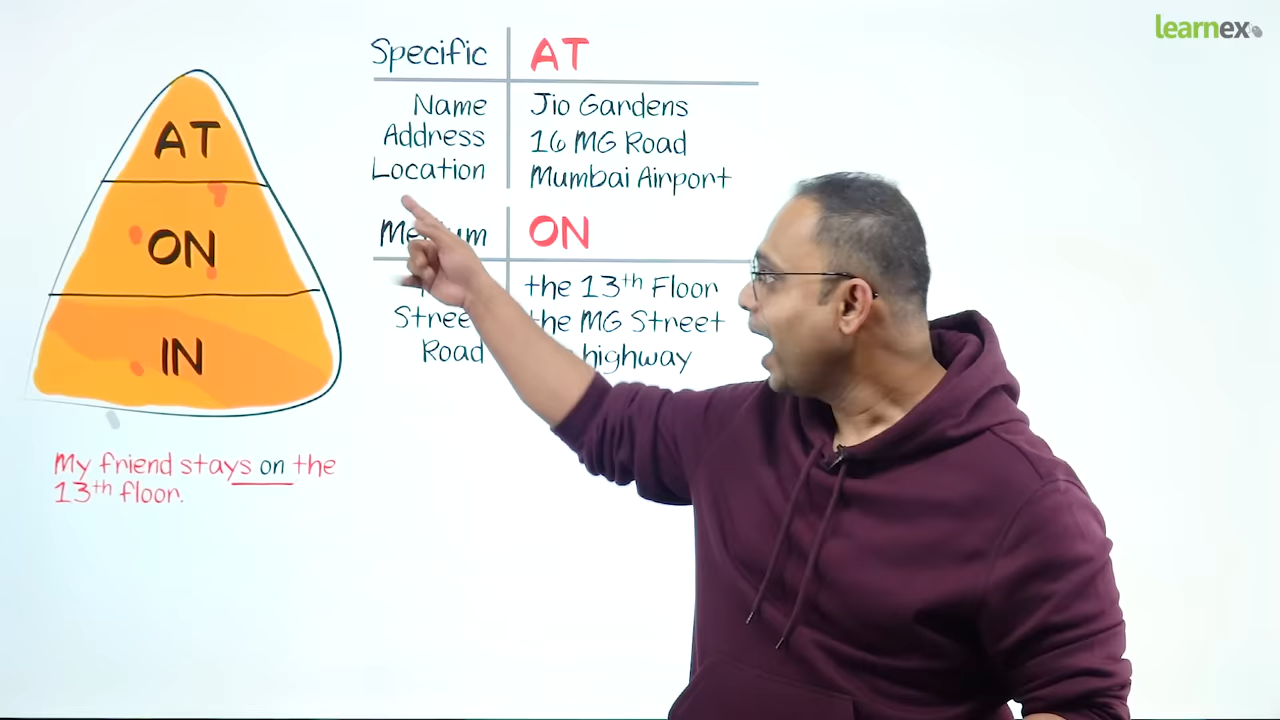 learnex
AT
ON
IN
My friend stays on the
13th floor.
Specific AT
Name Jio Gardens
Address 16 MG Road
Location Mumbai Airport
ON
the 13th Floor
the MG Street
Road highway